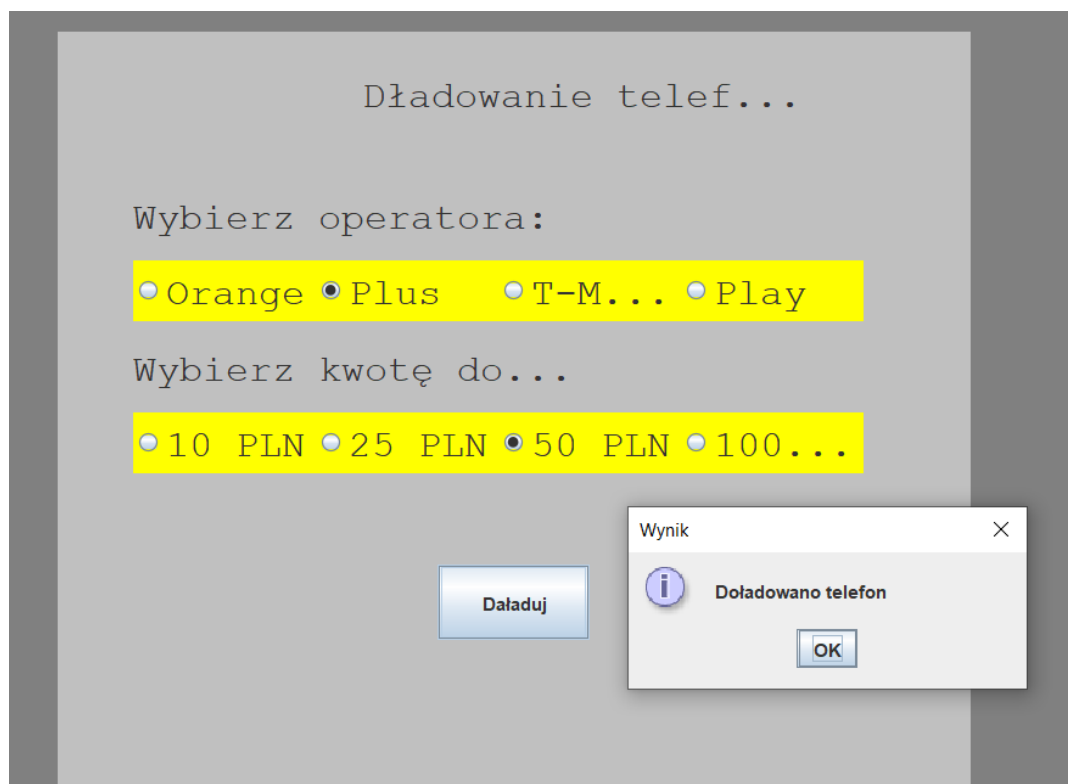 Dładowanie telef...
Wybierz operatora:
Orange Plus T-M... Play
Wybierz kwotę do...
10 PLN 25 PLN 50 PLN 100...
Daładuj
Wynik
Doładowano telefon
OK